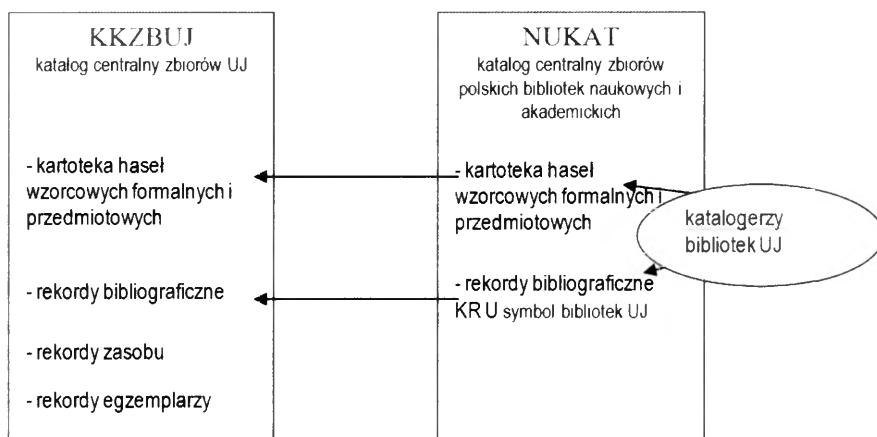 KKZBUJ
katalog centralny zbiorów UJ
- kartoteka haseł
wzorcowych formalnych i
przedmiotowych
- rekordy bibliograficzne
- rekordy zasobu
- rekordy egzemplarzy
NUKAT
katalog centralny zbiorów
polskich bibliotek naukowych i
akademickich
- kartoteka haseł
wzorcowych formalnych i
przedmiotowych
- rekordy bibliograficzne
KRU symbol bibliotek UJ
katalogerzy
bibliotek UJ